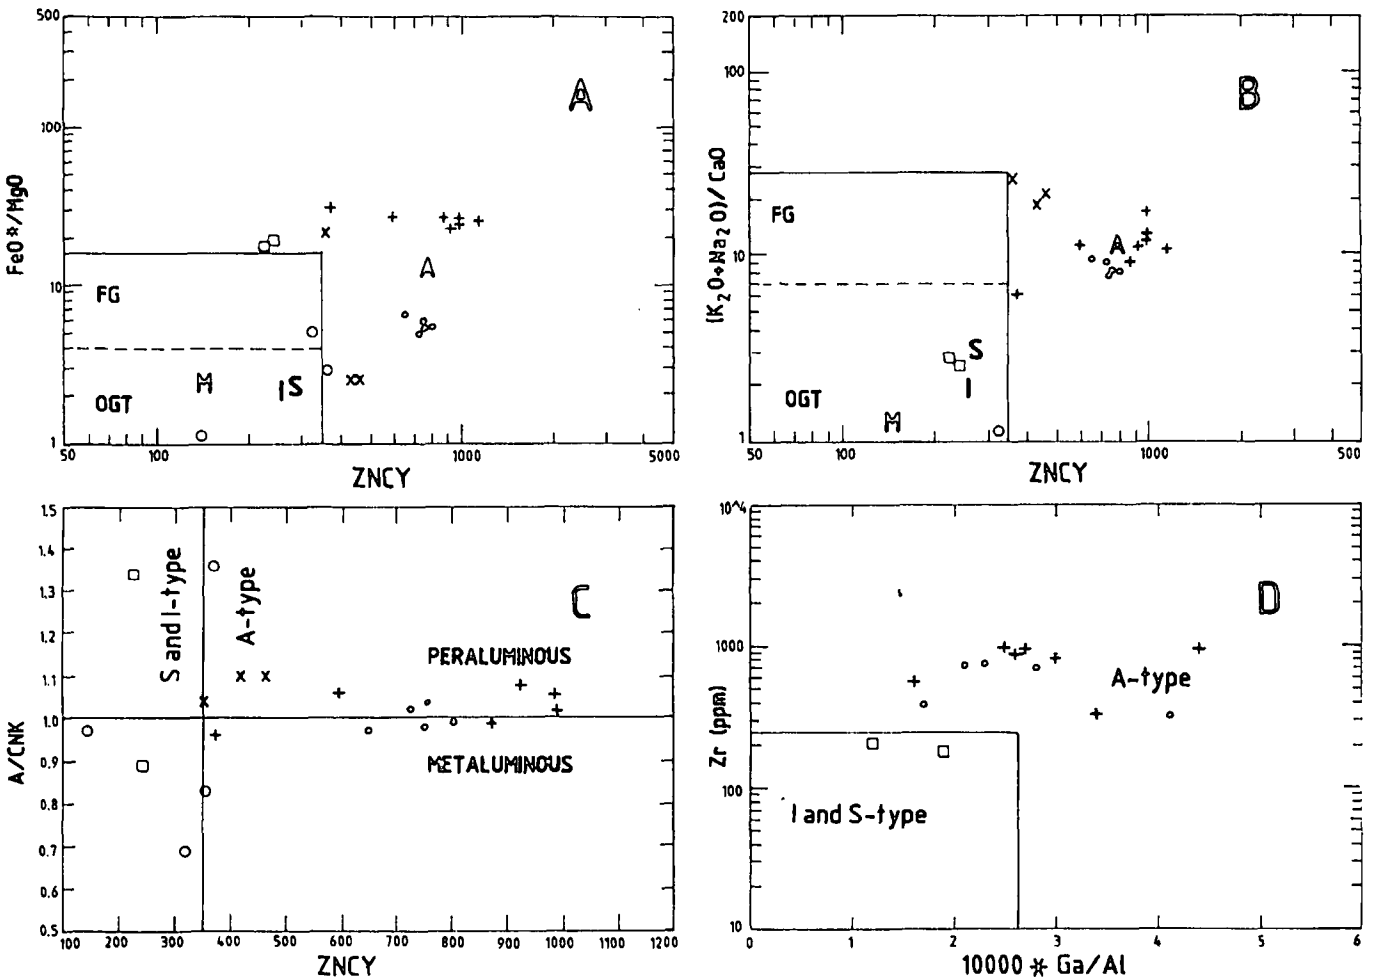 500
100
10
1
FeO*/MgO
A
A
FG
OGT
M
I S
50
100
1000
5000
ZNCY
200
100
10
1
(K2O+Na2O)/CaO
B
A
FG
S
I
OGT
M
50
100
1000
500
ZNCY
1.5
1.4
1.3
1.2
1.1
1.0
0.9
0.8
0.7
0.6
0.5
A/CNK
S and I-type
A-type
C
PERALUMINOUS
METALUMINOUS
100
200
300
400
500
600
700
800
900
1000
1100
1200
ZNCY
10^4
1000
100
10
Zr (ppm)
D
A-type
I and S-type
0
1
2
3
4
5
6
10000 * Ga/Al